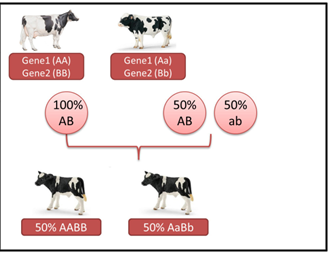 Gene1 (AA)
Gene2 (BB)
Gene1 (Aa)
Gene2 (Bb)
100%
AB
50%
AB
50%
ab
50% AABB
50% AaBb